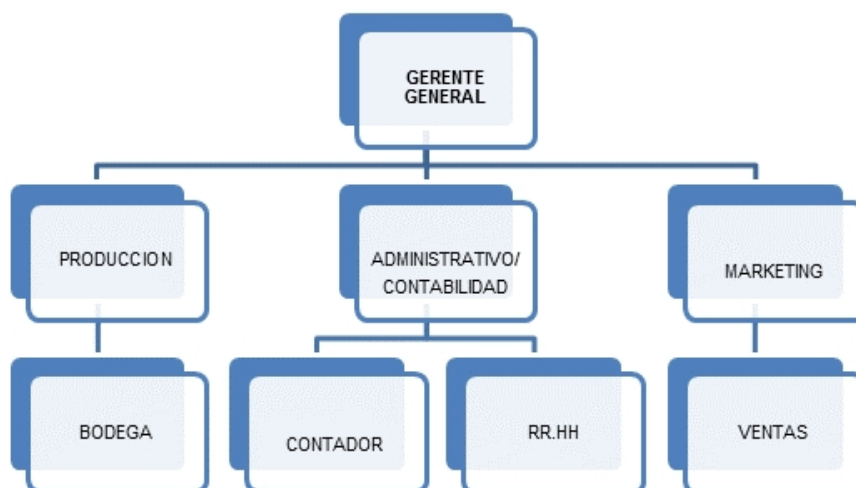 GERENTE
GENERAL
PRODUCCION
ADMINISTRATIVO/
CONTABILIDAD
MARKETING
BODEGA
CONTADOR
RR.HH
VENTAS